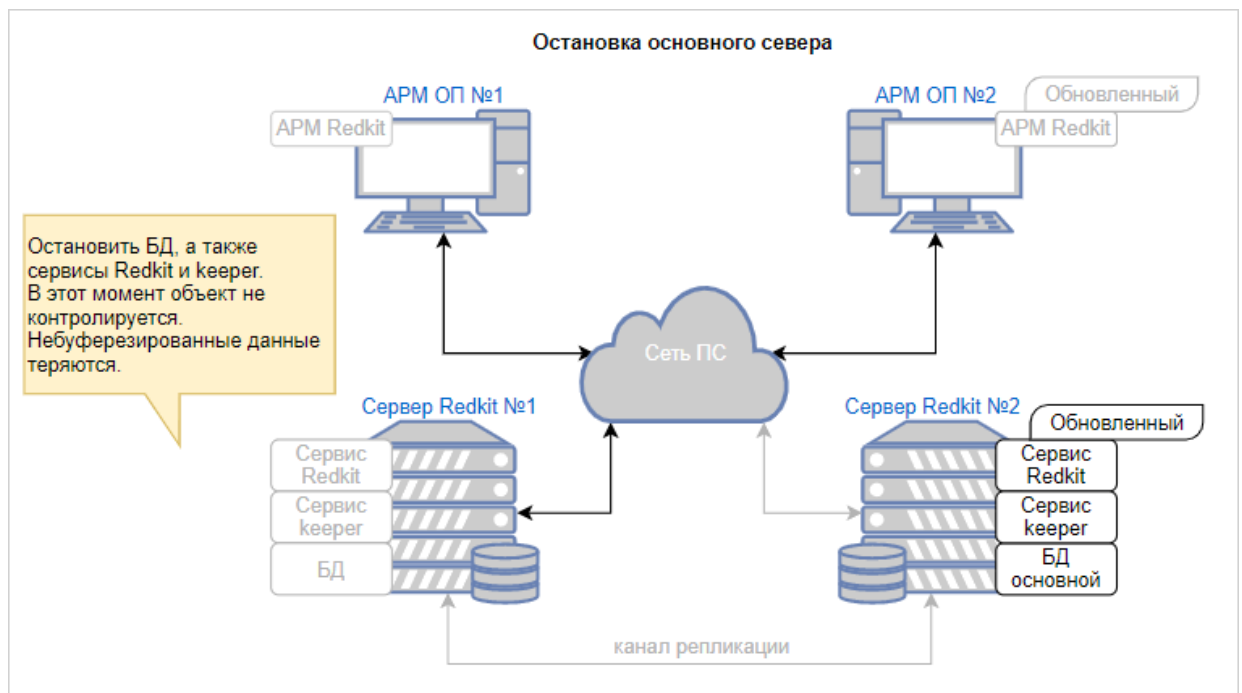 Остановка основного севера
АРМ ОП №1
АРМ ОП №2
Обновленный
АРМ Redkit
АРМ Redkit
Остановить БД, а также
сервисы Redkit и keeper.
В этот момент объект не
контролируется.
Небуферезированные данные
теряются.
Сеть ПС
Сервер Redkit №1
Сервер Redkit №2
Обновленный
Сервис
Redkit
Сервис
keeper
БД
Сервис
Redkit
Сервис
keeper
БД
основной
канал репликации